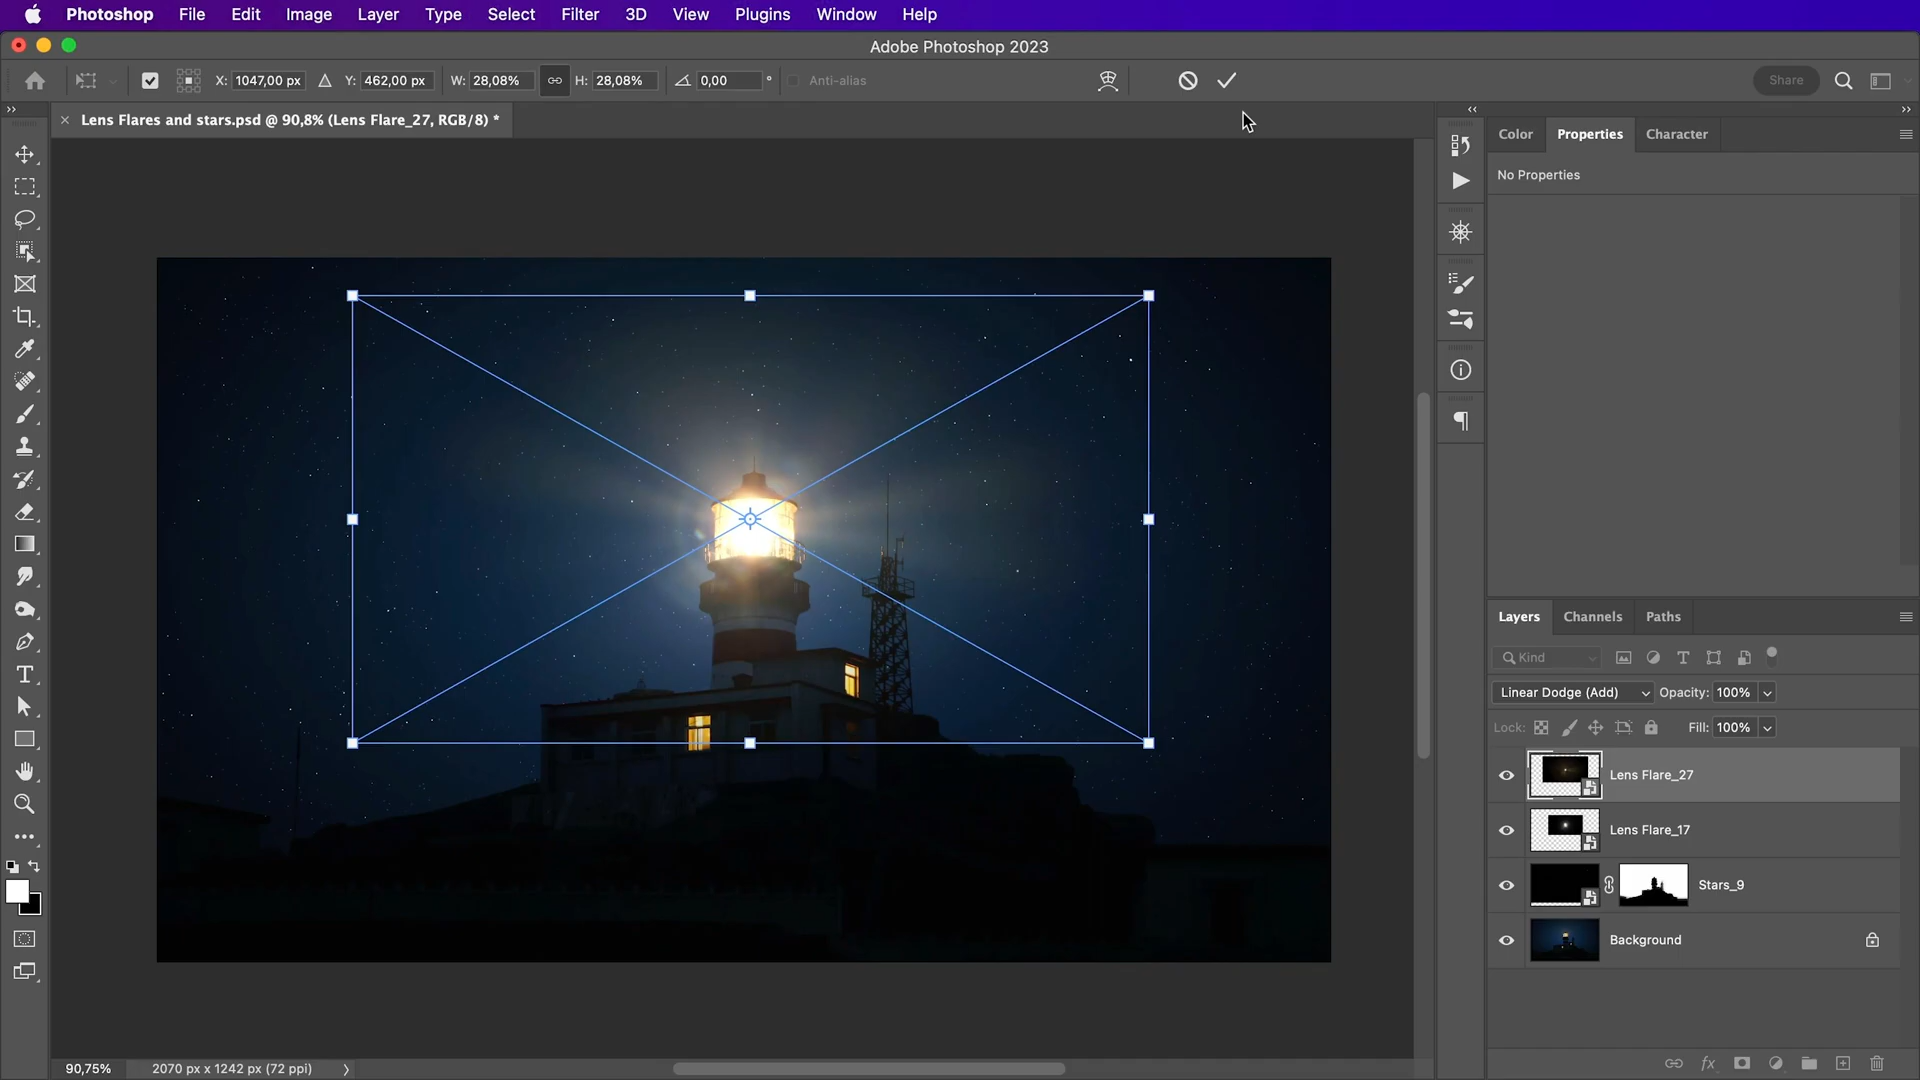 Photoshop File Edit Image Layer Type Select Filter 3D View Plugins Window Help
Adobe Photoshop 2023
X: 1047,00 px Y: 462,00 px W: 28,08% H: 28,08% 0,00 ° Anti-alias Share
Lens Flares and stars.psd @ 90,8% (Lens Flare_27, RGB/8) *
Color Properties Character
No Properties
Layers Channels Paths
Kind
Linear Dodge (Add) Opacity: 100%
Lock: Fill: 100%
Lens Flare_27
Lens Flare_17
Stars_9
Background
90,75% 2070 px x 1242 px (72 ppi)